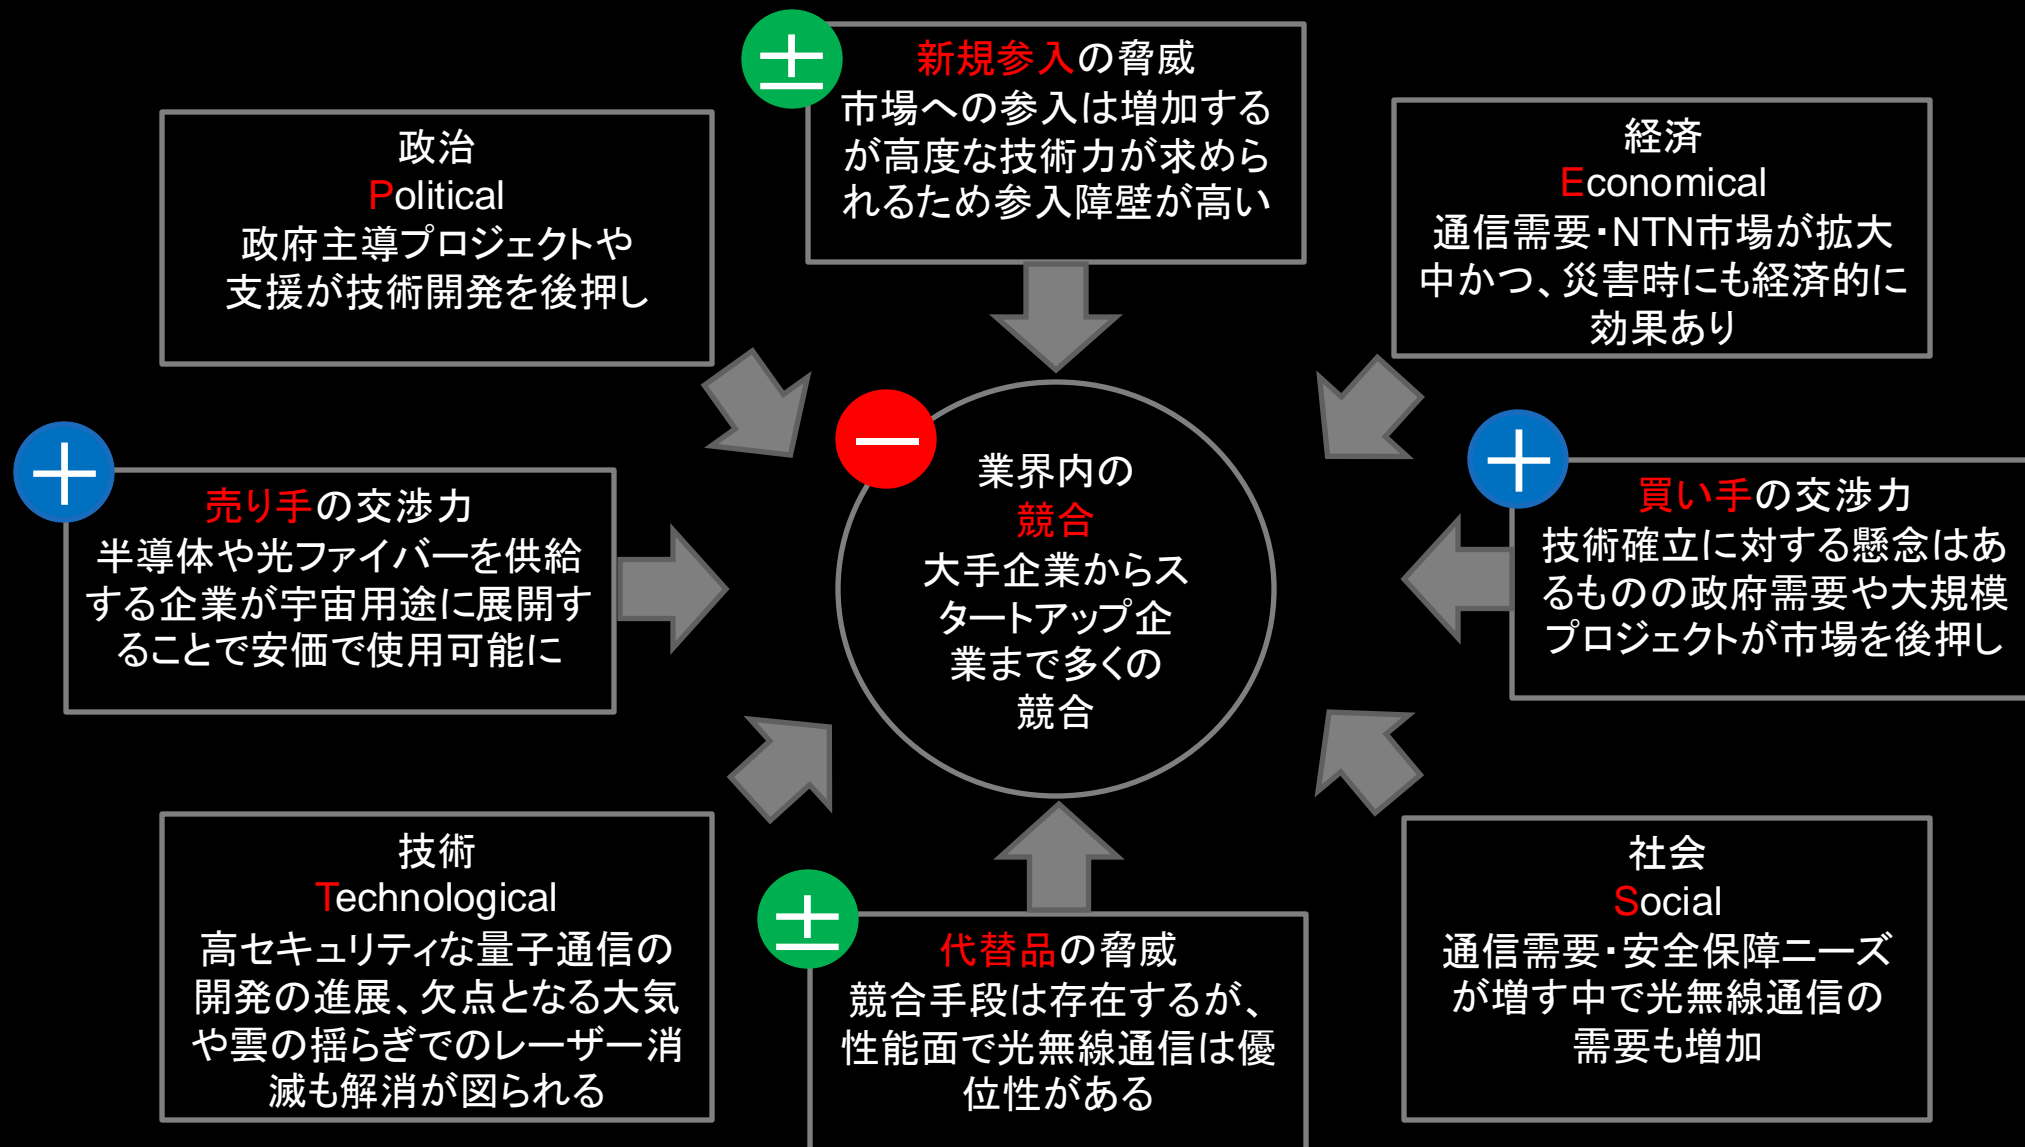 ±
新規参入の脅威
市場への参入は増加する
が高度な技術力が求めら
れるため参入障壁が高い
政治
Political
政府主導プロジェクトや
支援が技術開発を後押し
経済
Economical
通信需要・NTN市場が拡大
中かつ、災害時にも経済的に
効果あり
+
売り手の交渉力
半導体や光ファイバーを供給
する企業が宇宙用途に展開す
ることで安価で使用可能に
−
業界内の
競合
大手企業からス
タートアップ企
業まで多くの
競合
+
買い手の交渉力
技術確立に対する懸念はあ
るものの政府需要や大規模
プロジェクトが市場を後押し
技術
Technological
高セキュリティな量子通信の
開発の進展、欠点となる大気
や雲の揺らぎでのレーザー消
滅も解消が図られる
±
代替品の脅威
競合手段は存在するが、
性能面で光無線通信は優
位性がある
社会
Social
通信需要・安全保障ニーズ
が増す中で光無線通信の
需要も増加